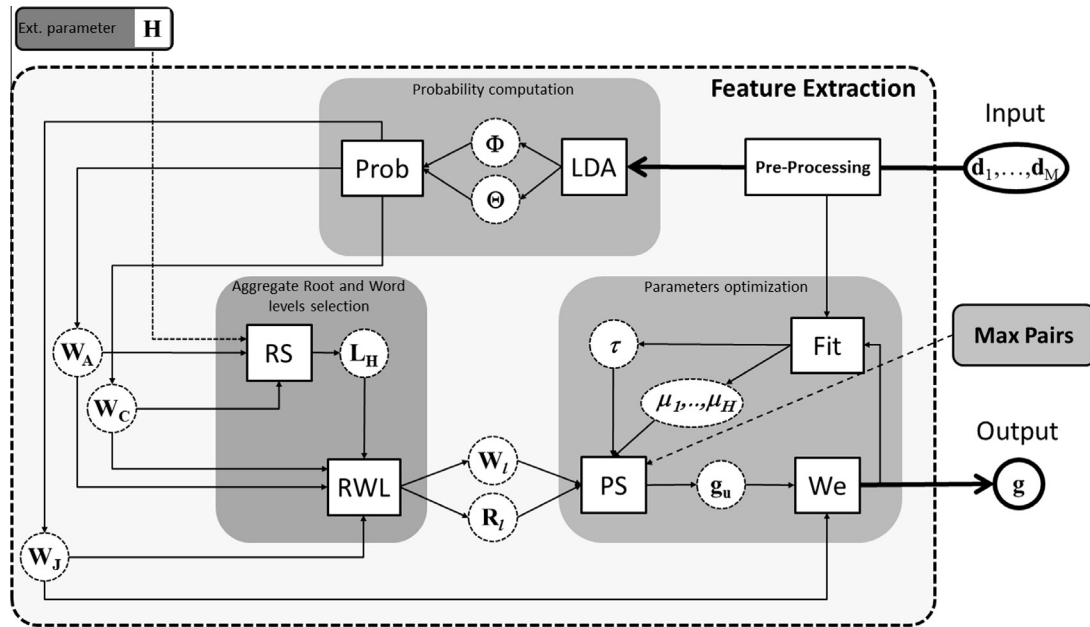 Ext. parameter H
Feature Extraction
Probability computation
Input
Prob
Φ
Θ
LDA
Pre-Processing
d1,…,dM
Aggregate Root and Word
levels selection
Parameters optimization
WA
RS
LH
τ
Fit
Max Pairs
WC
μ1,..,μH
Output
RWL
Wl
Rl
PS
gu
We
g
WJ